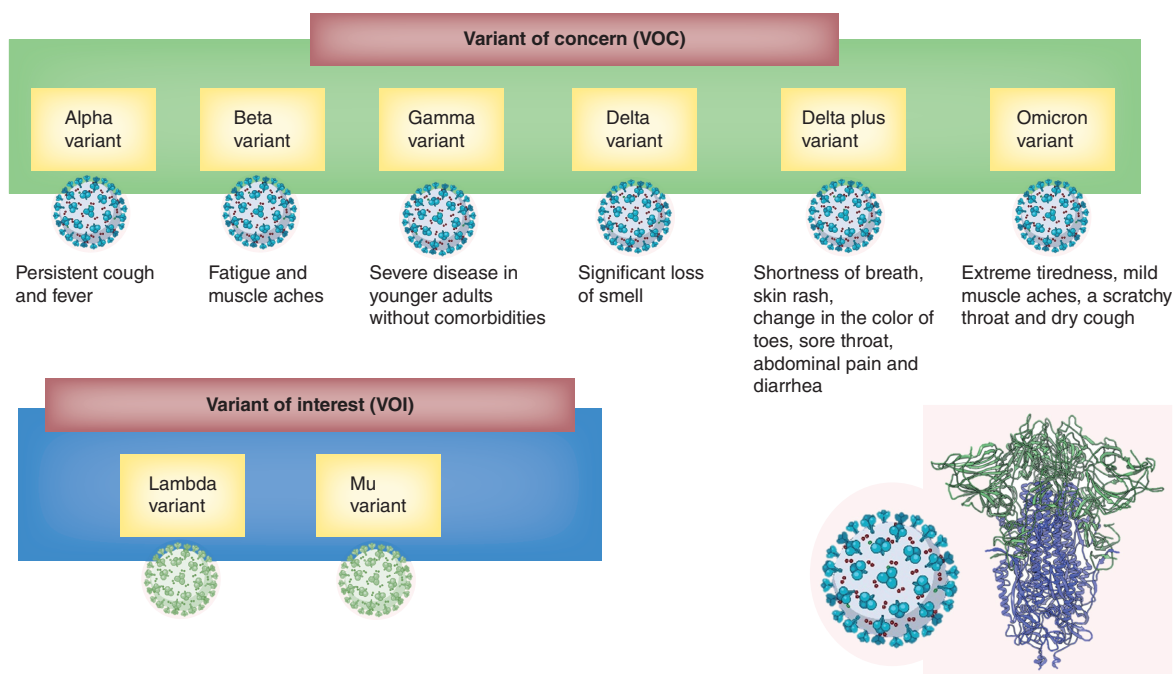 Variant of concern (VOC)
Alpha
variant
Beta
variant
Gamma
variant
Delta
variant
Delta plus
variant
Omicron
variant
Persistent cough
and fever
Fatigue and
muscle aches
Severe disease in
younger adults
without comorbidities
Significant loss
of smell
Shortness of breath,
skin rash,
change in the color of
toes, sore throat,
abdominal pain and
diarrhea
Extreme tiredness, mild
muscle aches, a scratchy
throat and dry cough
Variant of interest (VOI)
Lambda
variant
Mu
variant